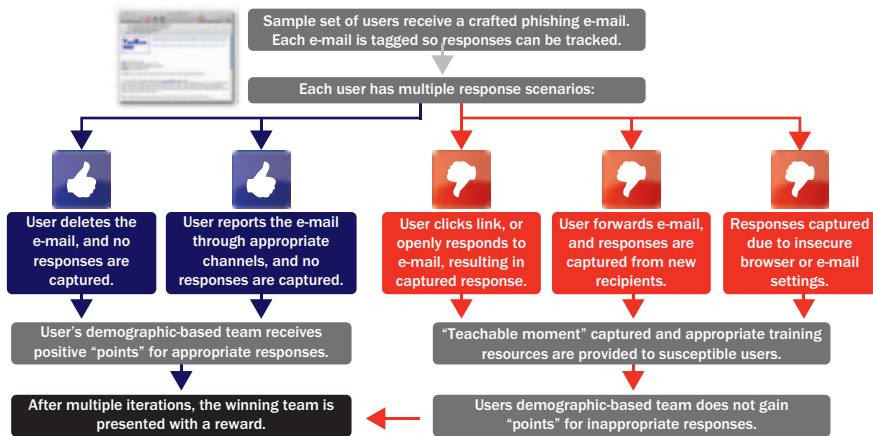 Sample set of users receive a crafted phishing e-mail.
Each e-mail is tagged so responses can be tracked.
Each user has multiple response scenarios:
User deletes the
e-mail, and no
responses are
captured.
User reports the e-mail
through appropriate
channels, and no
responses are captured.
User clicks link, or
openly responds to
e-mail, resulting in
captured response.
User forwards e-mail,
and responses are
captured from new
recipients.
Responses captured
due to insecure
browser or e-mail
settings.
User's demographic-based team receives
positive “points” for appropriate responses.
“Teachable moment” captured and appropriate training
resources are provided to susceptible users.
After multiple iterations, the winning team is
presented with a reward.
Users demographic-based team does not gain
“points” for inappropriate responses.